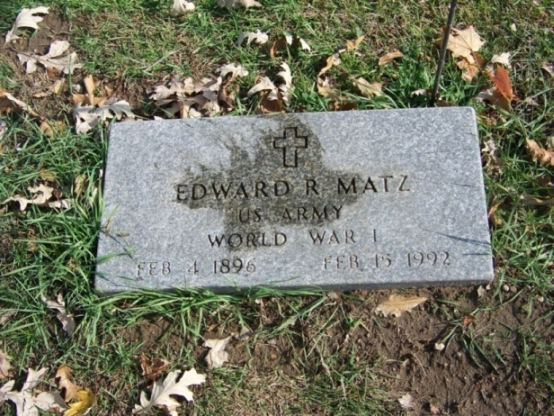 EDWARD R MATZ
US ARMY
WORLD WAR I
FEB 4 1896 FEB 15 1992